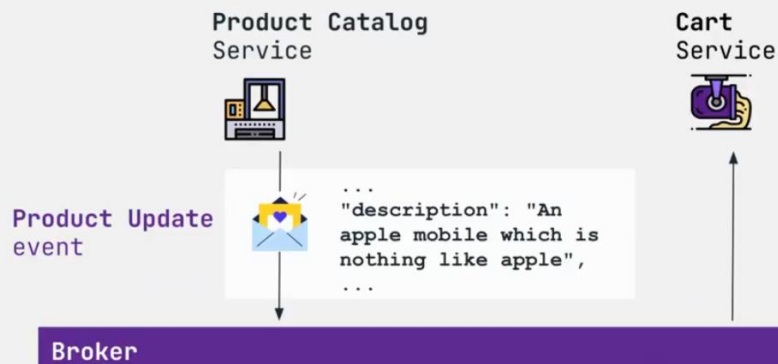 Product Catalog
Service
Cart
Service
Product Update
event
...
"description": "An
apple mobile which is
nothing like apple",
...
Broker